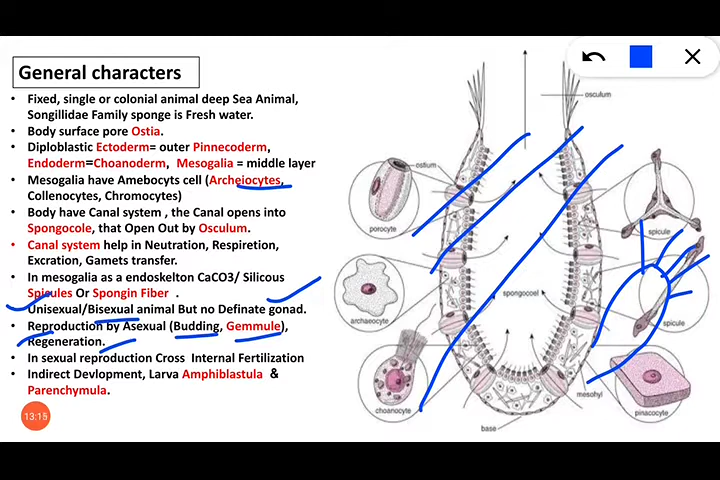 General characters
• Fixed, single or colonial animal deep Sea Animal,
Songillidae Family sponge is Fresh water.
• Body surface pore Ostia.
• Diploblastic Ectoderm= outer Pinnecoderm,
Endoderm=Choanoderm, Mesogalia = middle layer
• Mesogalia have Amebocyts cell (Archeiocytes,
Collenocytes, Chromocytes)
• Body have Canal system , the Canal opens into
Spongocole, that Open Out by Osculum.
• Canal system help in Neutration, Respiretion,
Excration, Gamets transfer.
• In mesogalia as a endoskelton CaCO3/ Silicous
Spicules Or Spongin Fiber .
• Unisexual/Bisexual animal But no Definate gonad.
• Reproduction by Asexual (Budding, Gemmule),
Regeneration.
• In sexual reproduction Cross Internal Fertilization
• Indirect Devlopment, Larva Amphiblastula &
Parenchymula.
13:15
osculum
ostium
porocyte
spicule
archaeocyte
spongocoel
spicule
choanocyte
mesohyl
pinacocyte
base